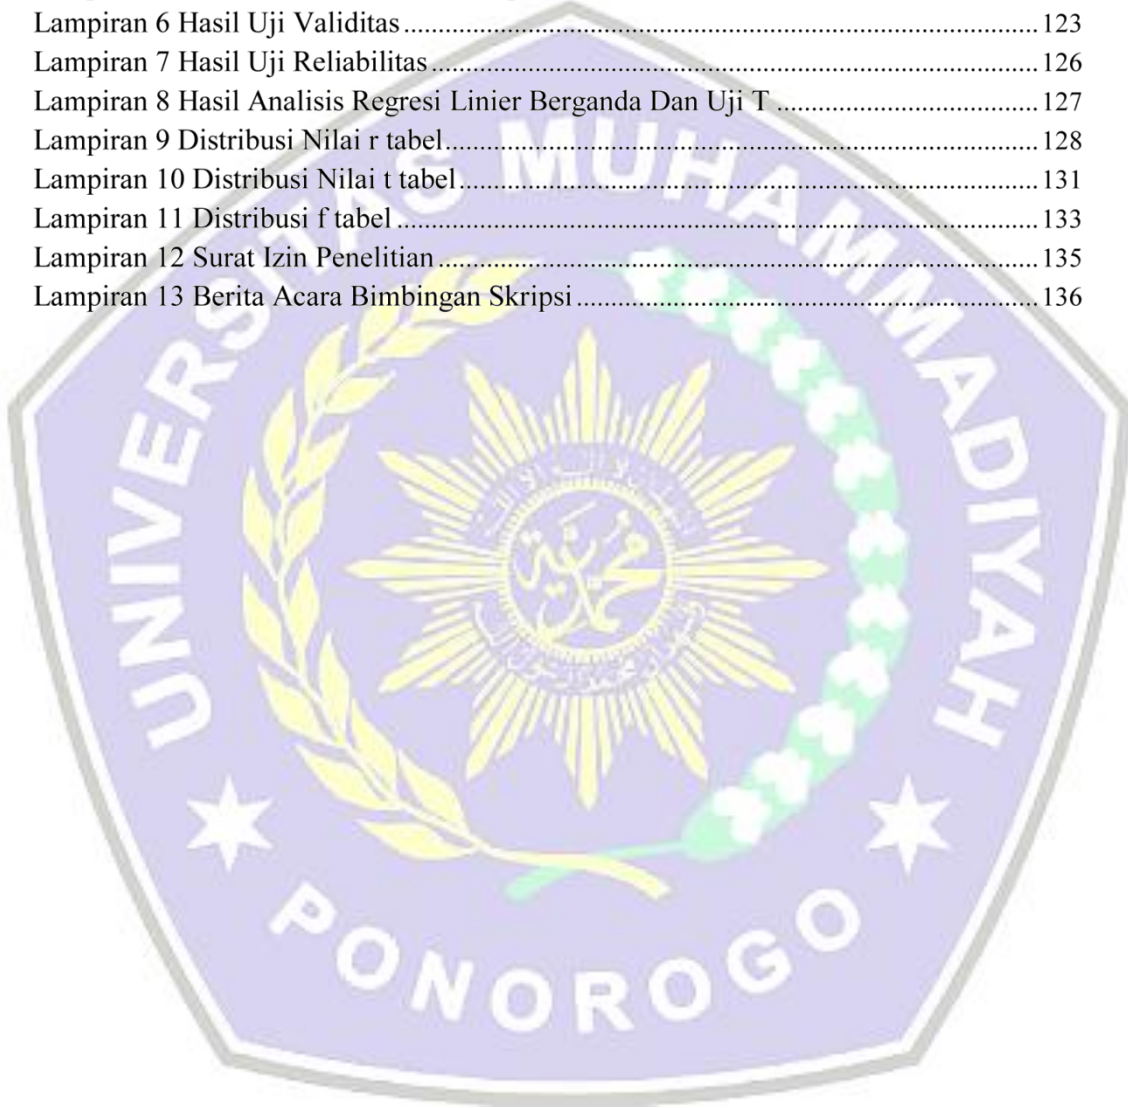 Lampiran 6 Hasil Uji Validitas........................................................................................... 123
Lampiran 7 Hasil Uji Reliabilitas....................................................................................... 126
Lampiran 8 Hasil Analisis Regresi Linier Berganda Dan Uji T ..................................... 127
Lampiran 9 Distribusi Nilai r tabel..................................................................................... 128
Lampiran 10 Distribusi Nilai t tabel................................................................................... 131
Lampiran 11 Distribusi f tabel............................................................................................ 133
Lampiran 12 Surat Izin Penelitian...................................................................................... 135
Lampiran 13 Berita Acara Bimbingan Skripsi.................................................................. 136
UNIVERSITAS MUHAMMADIYAH
PONOROGO